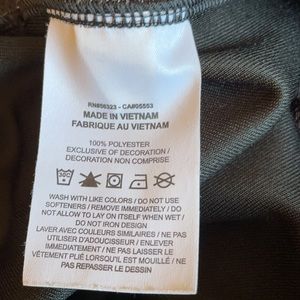 RN#56323 - CA#05553
MADE IN VIETNAM
FABRIQUE AU VIETNAM
100% POLYESTER
EXCLUSIVE OF DECORATION /
DECORATION NON COMPRISE
30C
WASH WITH LIKE COLORS / DO NOT USE
SOFTENERS / REMOVE IMMEDIATELY / DO
NOT ALLOW TO LAY ON ITSELF WHEN WET /
DO NOT IRON DESIGN
LAVER AVEC COULEURS SIMILAIRES / NE PAS
UTILISER D'ADOUCISSEUR / ENLEVER
IMMÉDIATEMENT / NE PAS LAISSER LE
VÊTEMENT PLIÉ LORSQU'IL EST MOUILLÉ / NE
PAS REPASSER LE DESSIN